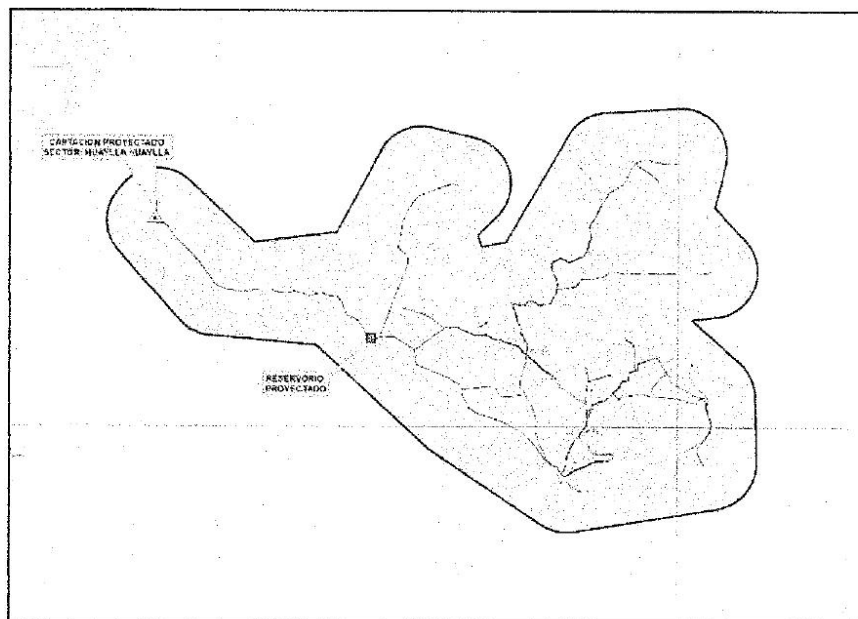 CAPTACION PROYECTADO
SECTOR: HUAYLLA HUAYLLA
RESERVORIO
PROYECTADO